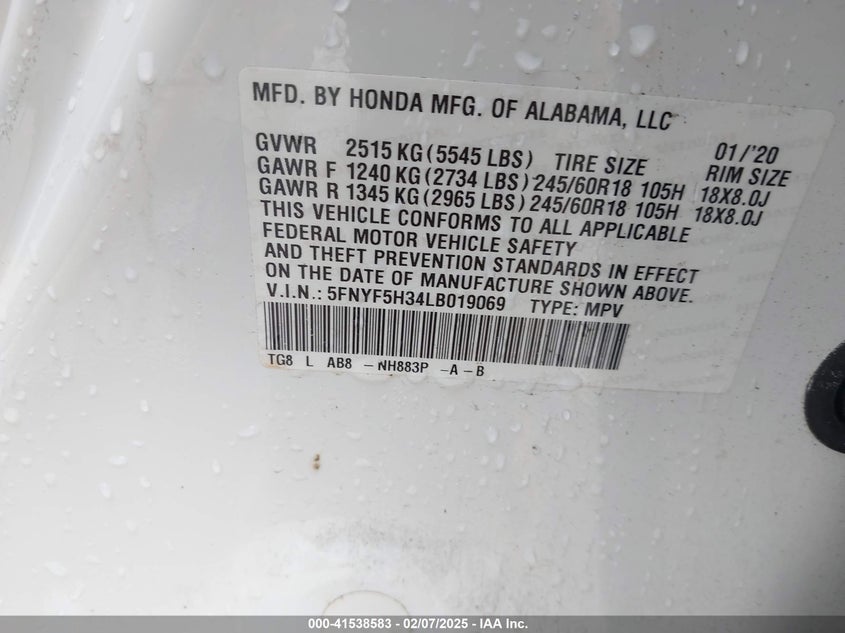 MFD. BY HONDA MFG. OF ALABAMA, LLC
GVWR 2515 KG (5545 LBS) TIRE SIZE 01/'20 RIM SIZE
GAWR F 1240 KG (2734 LBS) 245/60R18 105H 18X8.0J
GAWR R 1345 KG (2965 LBS) 245/60R18 105H 18X8.0J
THIS VEHICLE CONFORMS TO ALL APPLICABLE
FEDERAL MOTOR VEHICLE SAFETY
AND THEFT PREVENTION STANDARDS IN EFFECT
ON THE DATE OF MANUFACTURE SHOWN ABOVE.
V.I.N.: 5FNYF5H34LB019069 TYPE: MPV
TG8 L AB8 - NH883P -A - B
000-41538583 - 02/07/2025 - IAA Inc.